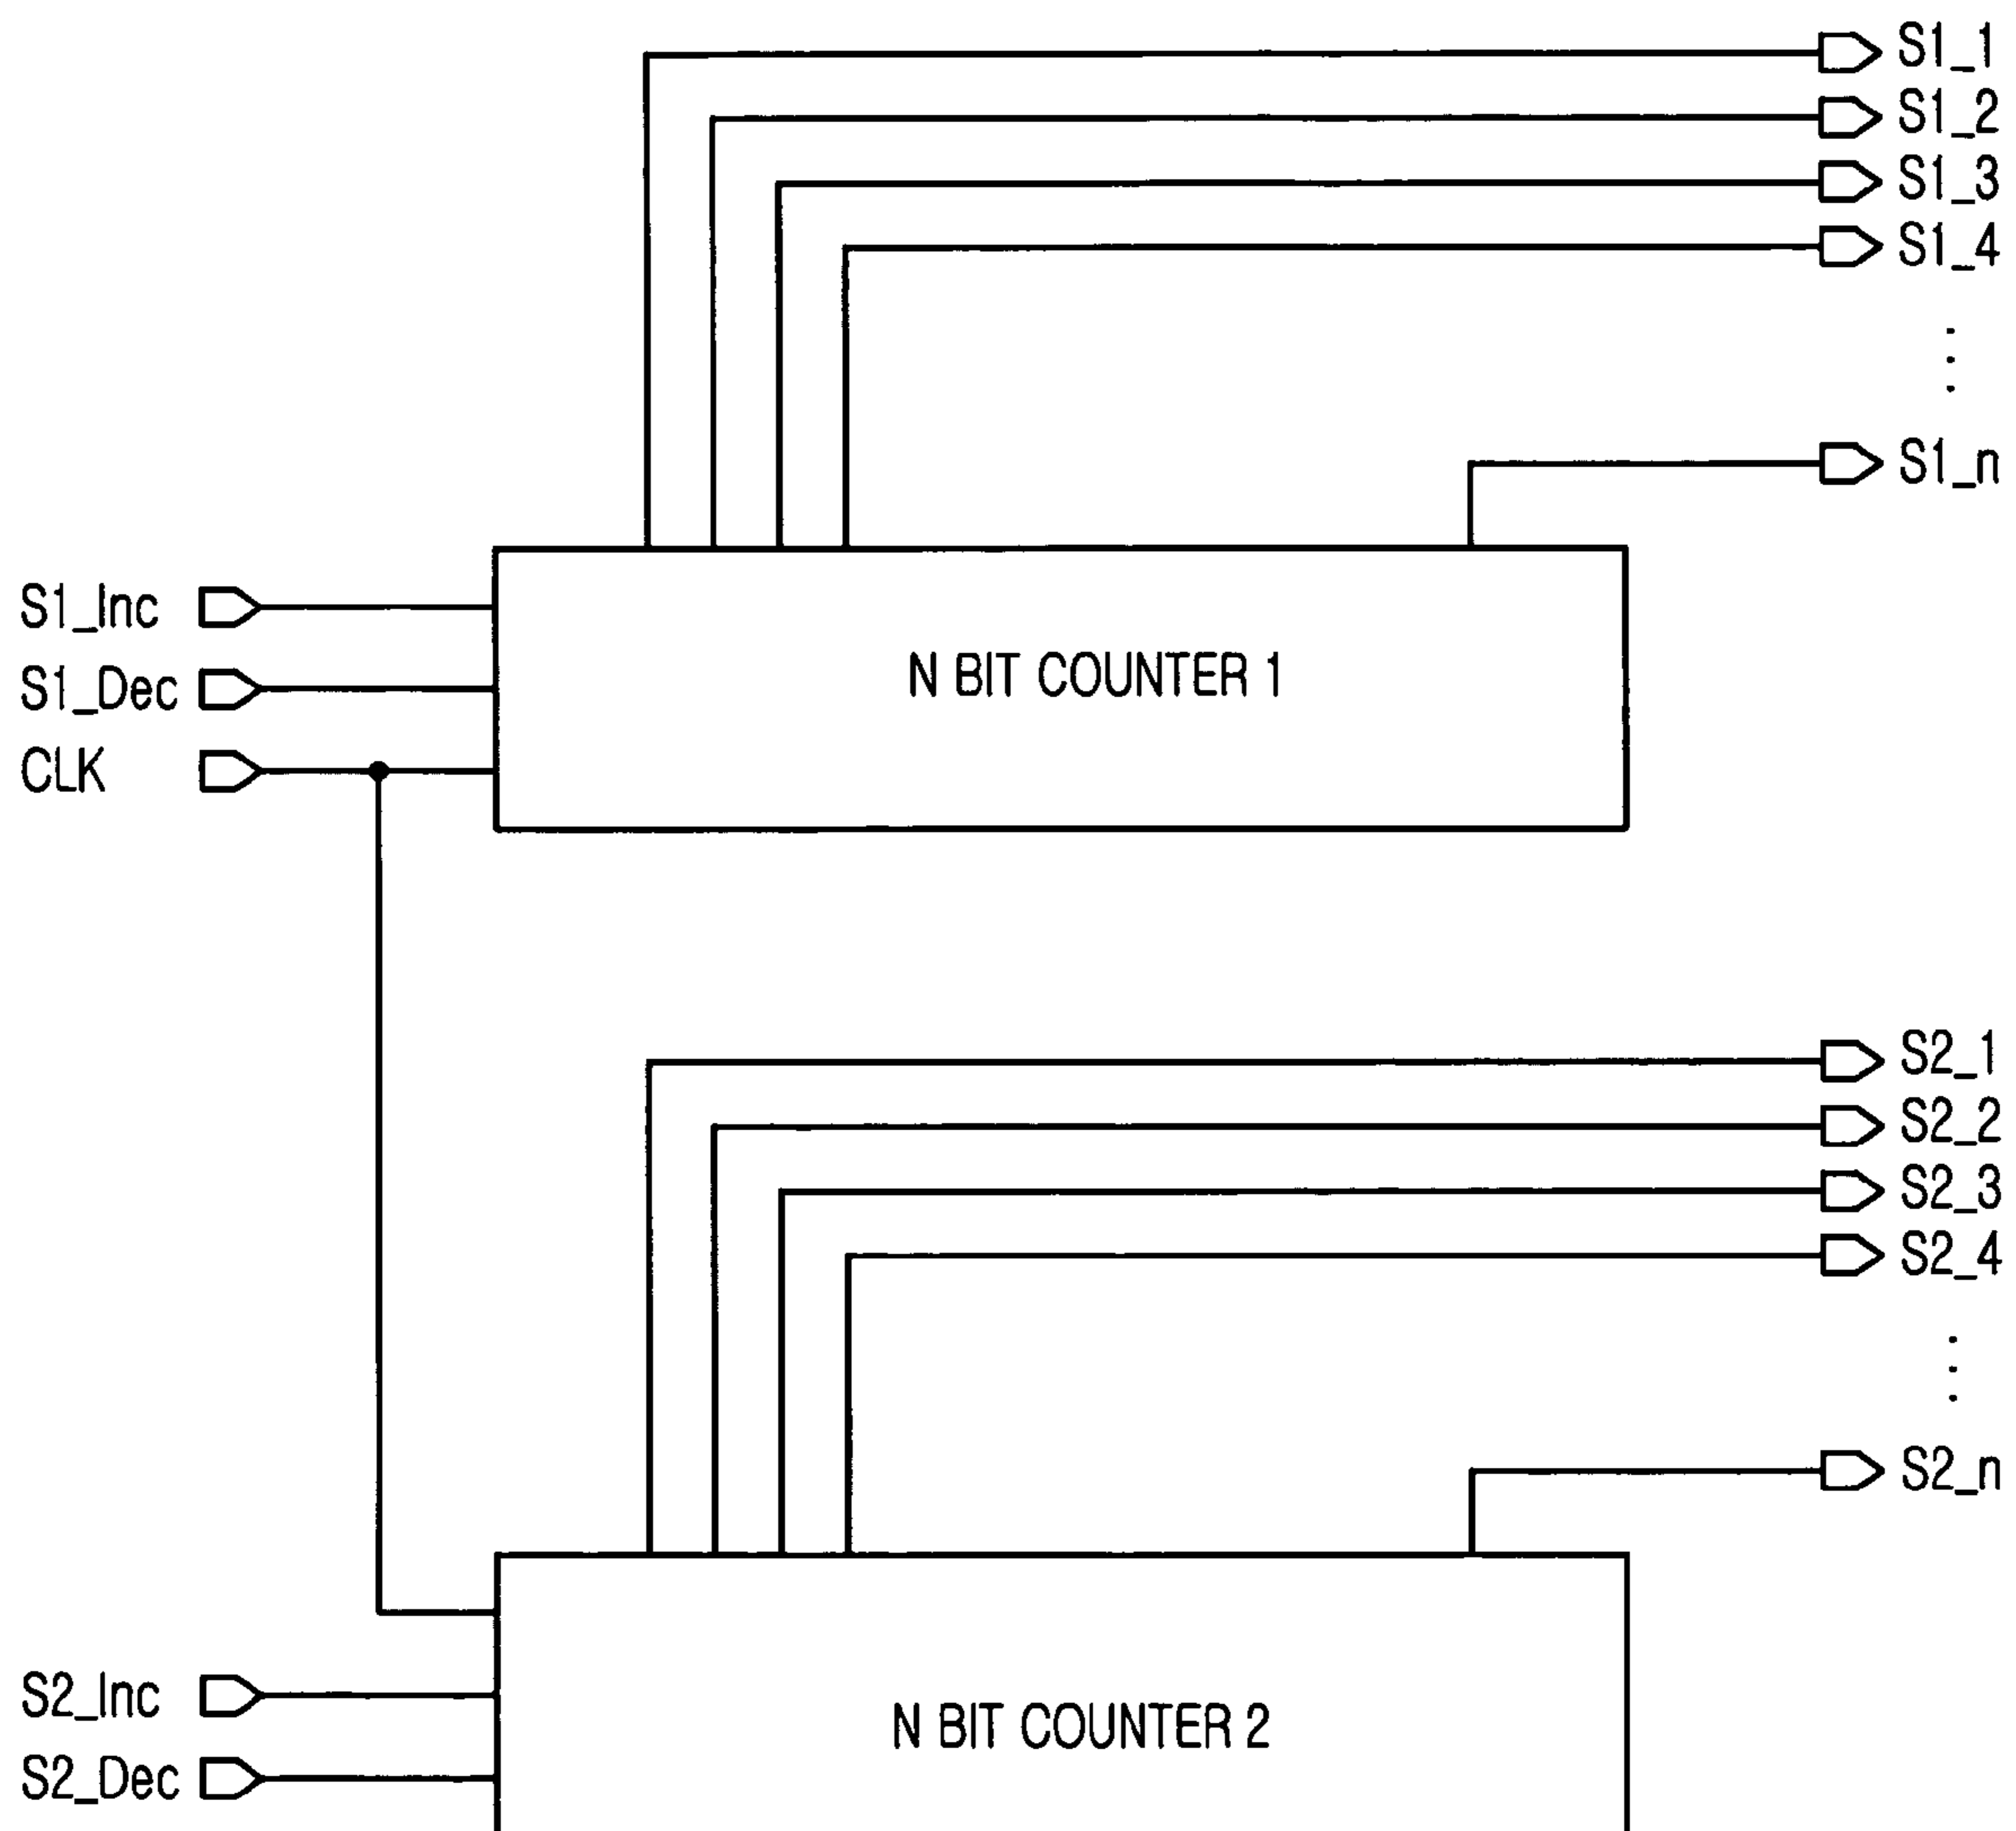 S1_1
S1_2
S1_3
S1_4
S1_n
S1_Inc
S1_Dec
CLK
N BIT COUNTER 1
S2_1
S2_2
S2_3
S2_4
S2_n
S2_Inc
S2_Dec
N BIT COUNTER 2